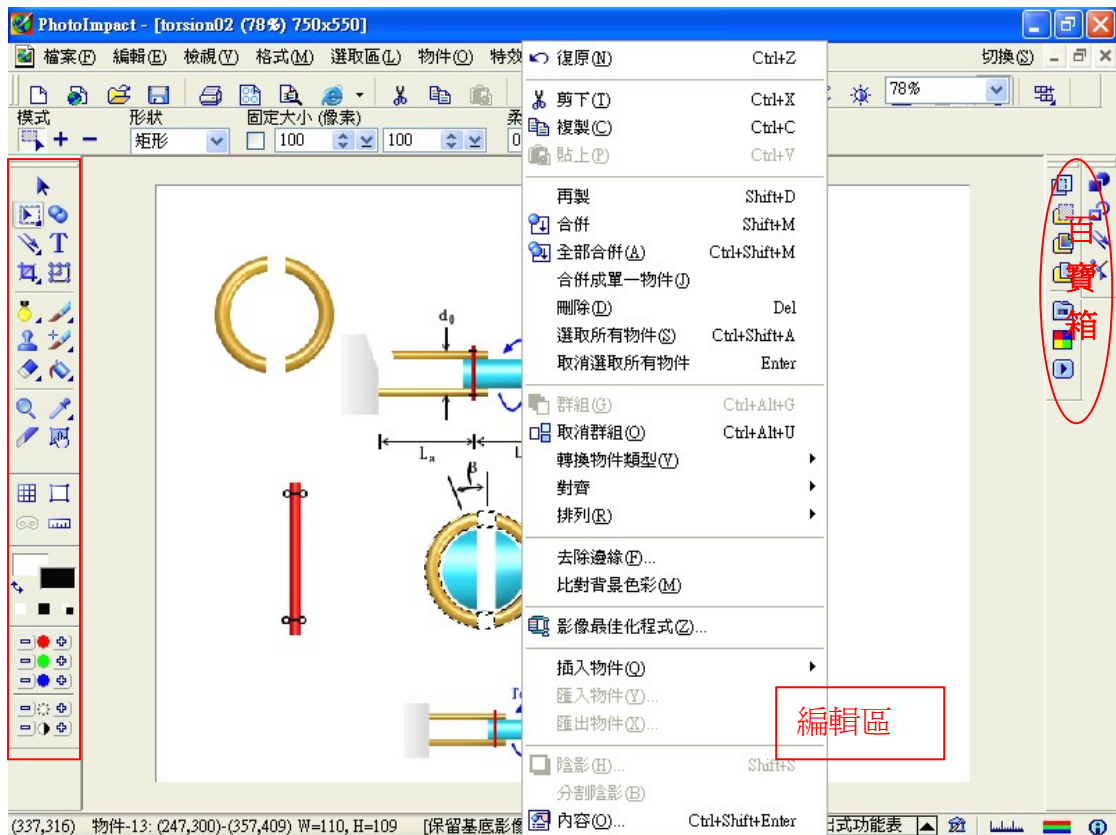 PhotoImpact - [torsion02 (78%) 750x550]
檔案(F) 編輯(E) 檢視(V) 格式(M) 選取區(L) 物件(O) 特效 切換(S)
78%
模式 形狀 固定大小 (像素) 柔
矩形 100 100 0
復原(N) Ctrl+Z
剪下(T) Ctrl+X
複製(C) Ctrl+C
貼上(P) Ctrl+V
再製 Shift+D
合併 Shift+M
全部合併(A) Ctrl+Shift+M
合併成單一物件(J)
刪除(D) Del
選取所有物件(S) Ctrl+Shift+A
取消選取所有物件 Enter
群組(G) Ctrl+Alt+G
取消群組(O) Ctrl+Alt+U
轉換物件類型(V)
對齊
排列(R)
去除邊緣(F)...
比對背景色彩(M)
影像最佳化程式(Z)...
插入物件(Q)
匯入物件(Y)...
匯出物件(X)...
陰影(H)... Shift+S
分割陰影(B)
內容(O)... Ctrl+Shift+Enter
d0
La L
β
T
百寶箱
編輯區
(337,316) 物件-13: (247,300)-(357,409) W=110, H=109 [保留基底影像 出式功能表